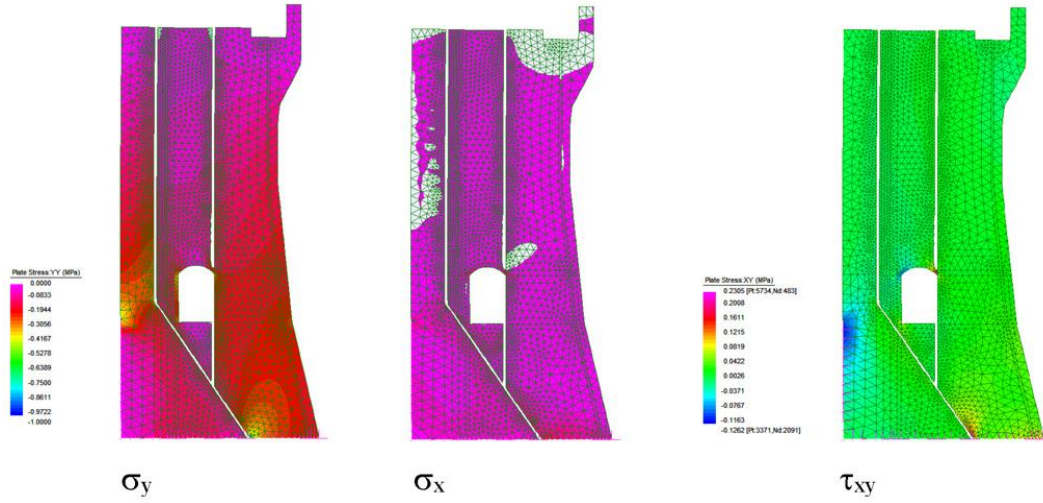 Plate Stress:YY (MPa)
0.0000
-0.0833
-0.1944
-0.3056
-0.4167
-0.5278
-0.6389
-0.7500
-0.8611
-0.9722
-1.0000
Plate Stress:XY (MPa)
0.2305 [Pt:5734,Nd:483]
0.2008
0.1611
0.1215
0.0819
0.0422
0.0026
-0.0371
-0.0767
-0.1163
-0.1262 [Pt:3371,Nd:2091]
σy
σx
τxy